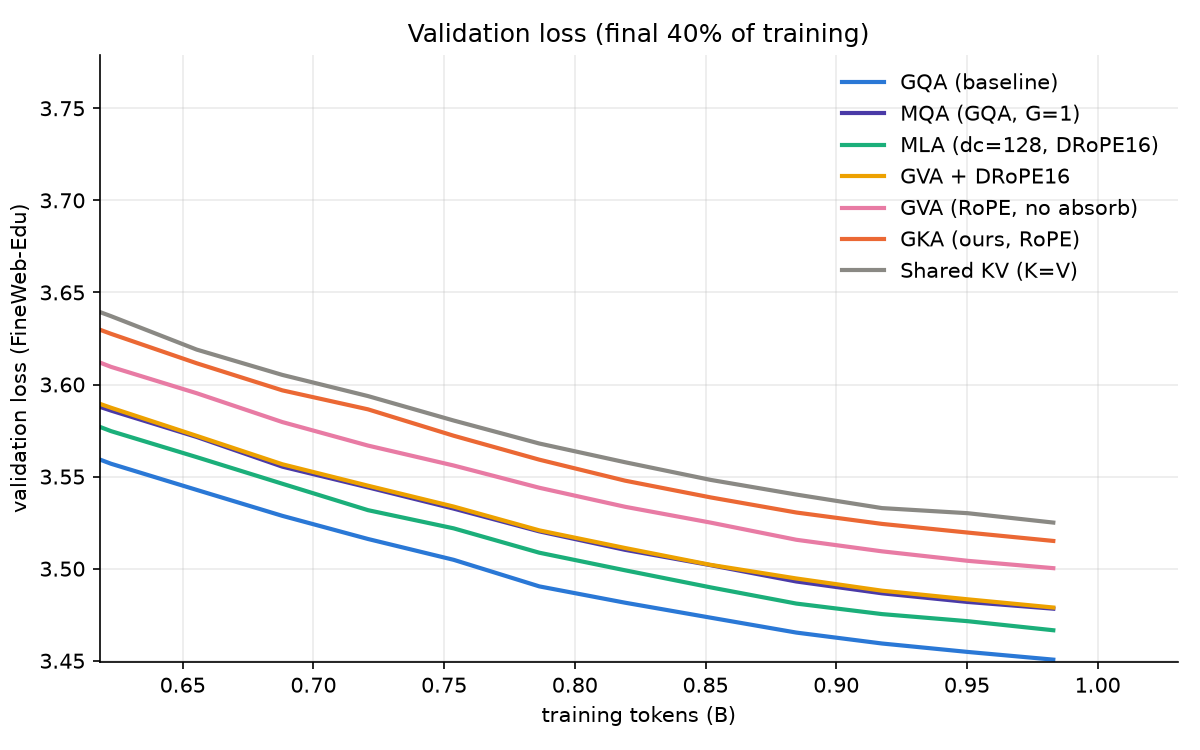 Validation loss (final 40% of training)
GQA (baseline)
MQA (GQA, G=1)
MLA (dc=128, DRoPE16)
GVA + DRoPE16
GVA (RoPE, no absorb)
GKA (ours, RoPE)
Shared KV (K=V)
validation loss (FineWeb-Edu)
3.75
3.70
3.65
3.60
3.55
3.50
3.45
0.65 0.70 0.75 0.80 0.85 0.90 0.95 1.00
training tokens (B)